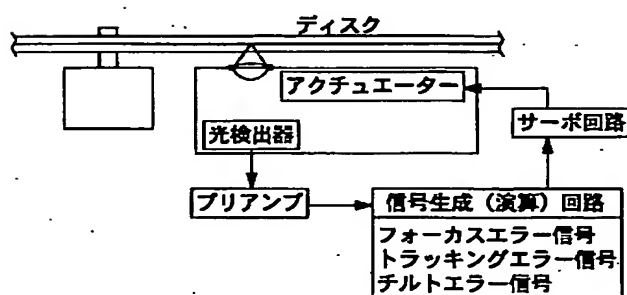 ディスク
アクチュエーター
光検出器
サーボ回路
プリアンプ
信号生成（演算）回路
フォーカスエラー信号
トラッキングエラー信号
チルトエラー信号